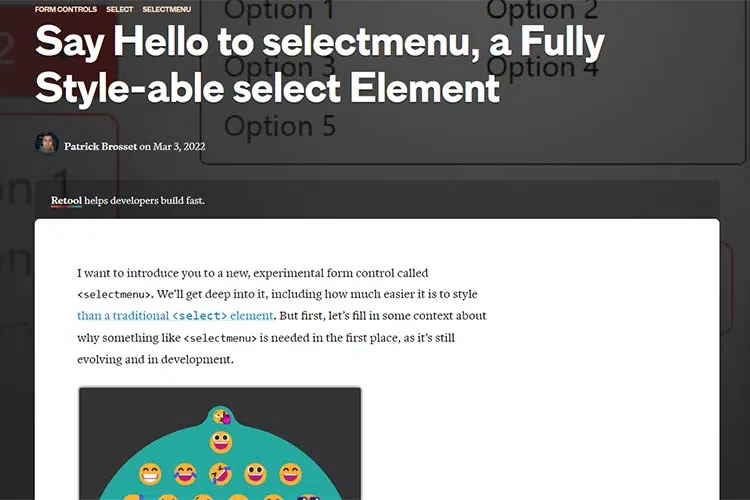 FORM CONTROLS SELECT SELECTMENU
Option 1 Option 2
Say Hello to selectmenu, a Fully
Option 3 Option 4
Style-able select Element
Option 5
Patrick Brosset on Mar 3, 2022
2
Retool helps developers build fast.
on 1
I want to introduce you to a new, experimental form control called
<selectmenu>. We’ll get deep into it, including how much easier it is to style
than a traditional <select> element. But first, let’s fill in some context about
why something like <selectmenu> is needed in the first place, as it’s still
evolving and in development.